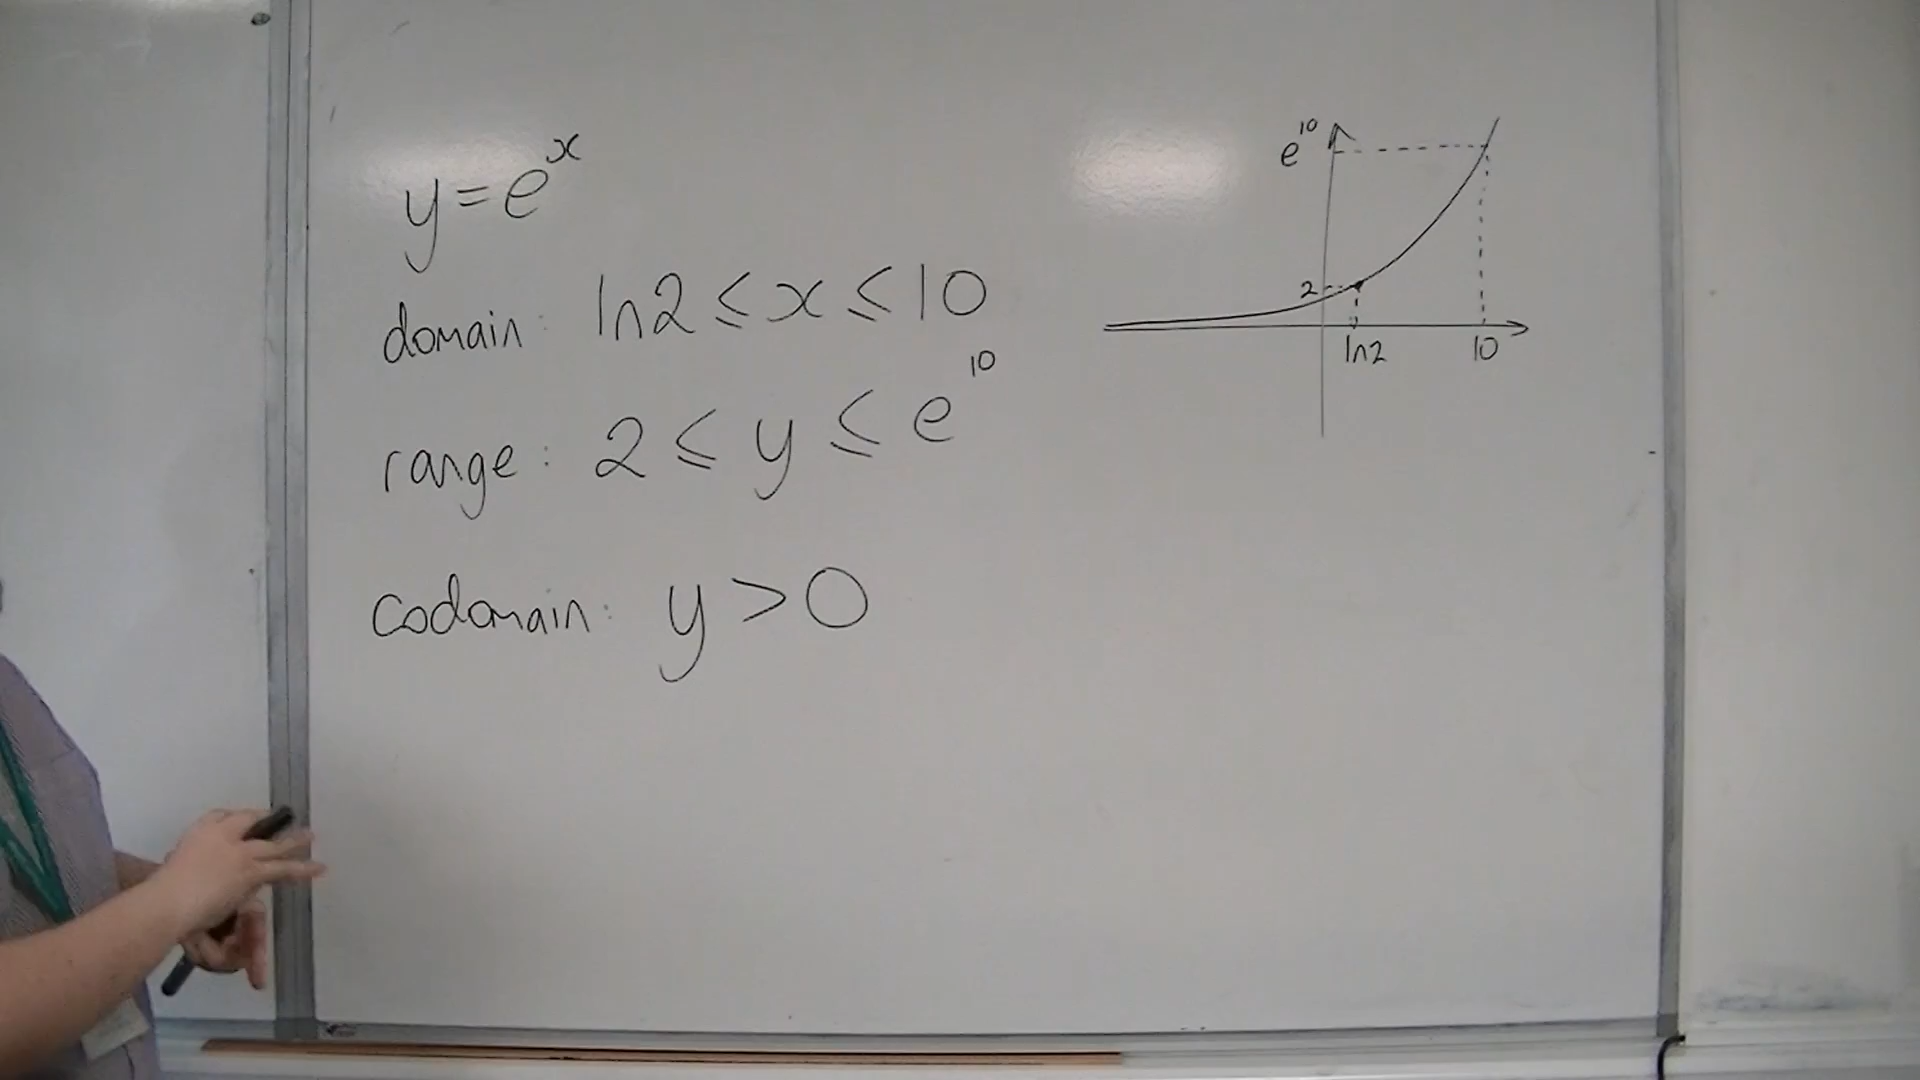 y = e^x
domain: ln2 ≤ x ≤ 10
range: 2 ≤ y ≤ e^10
codomain: y > 0
e^10
2
ln2 10